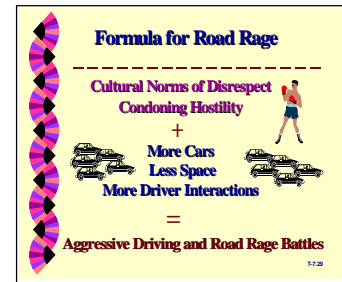 Formula for Road Rage
Cultural Norms of Disrespect
Condoning Hostility
+
More Cars
Less Space
More Driver Interactions
=
Aggressive Driving and Road Rage Battles
T-7.29